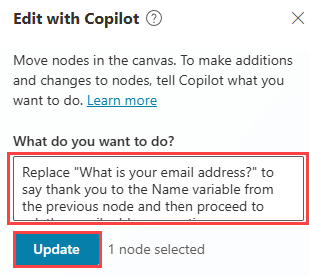 Edit with Copilot
Move nodes in the canvas. To make additions
and changes to nodes, tell Copilot what you
want to do. Learn more
What do you want to do?
Replace "What is your email address?" to
say thank you to the Name variable from
the previous node and then proceed to
Update 1 node selected